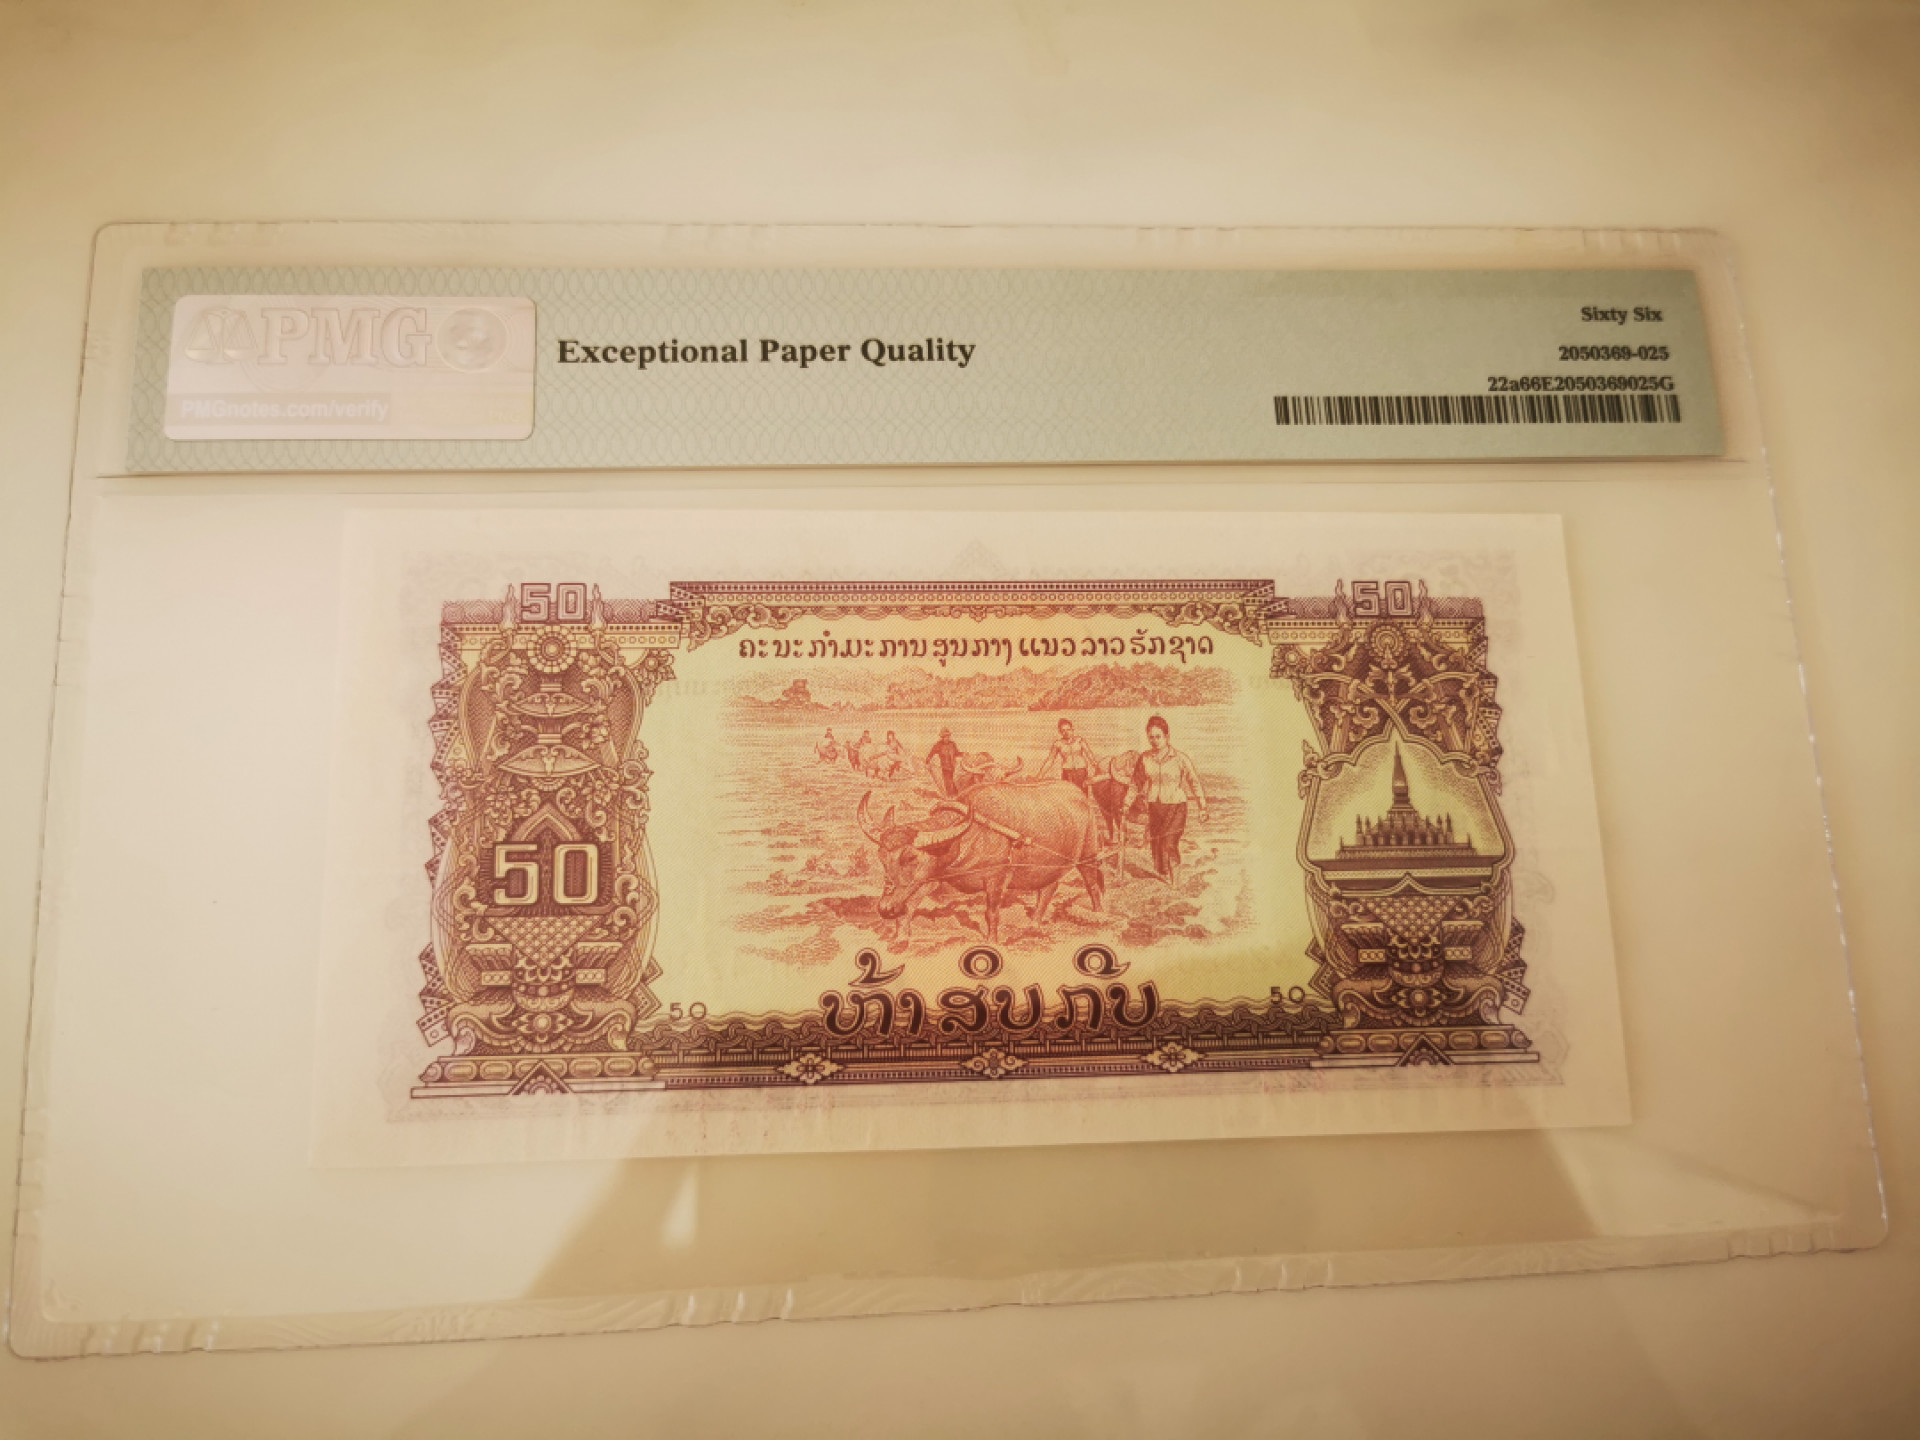 PMG
PMGnotes.com/verify
Exceptional Paper Quality
Sixty Six
2050369-025
22a66E2050369025G
50
50
ຄະນະກຳມະການສູນກາງແນວລາວຮັກຊາດ
50
50
50
ຫ້າສິບກີບ